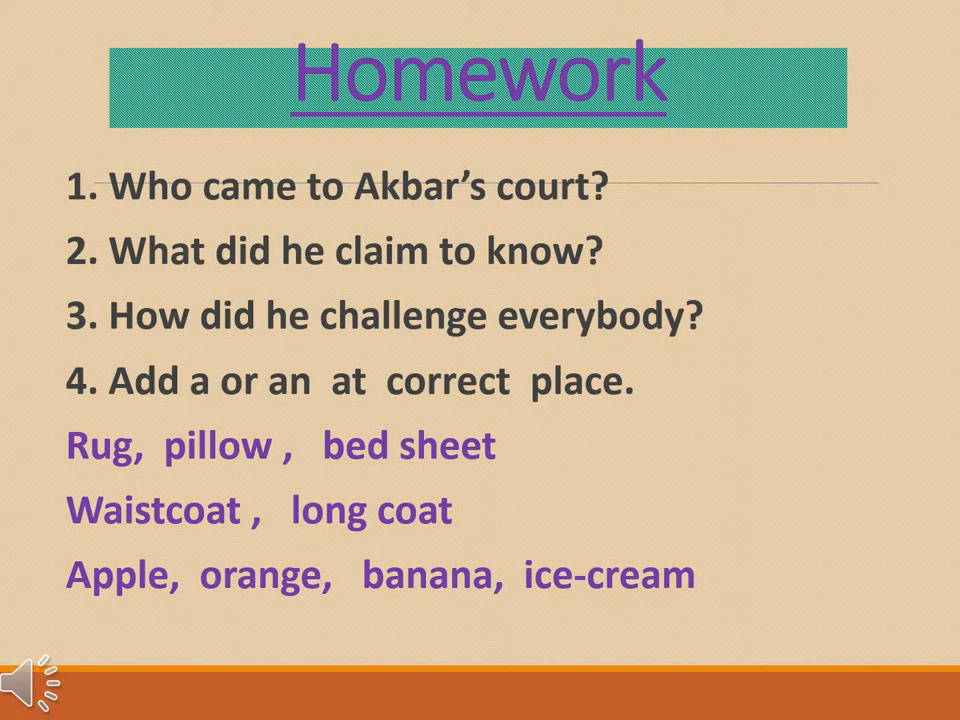 Homework
1. Who came to Akbar’s court?
2. What did he claim to know?
3. How did he challenge everybody?
4. Add a or an at correct place.
Rug, pillow , bed sheet
Waistcoat , long coat
Apple, orange, banana, ice-cream